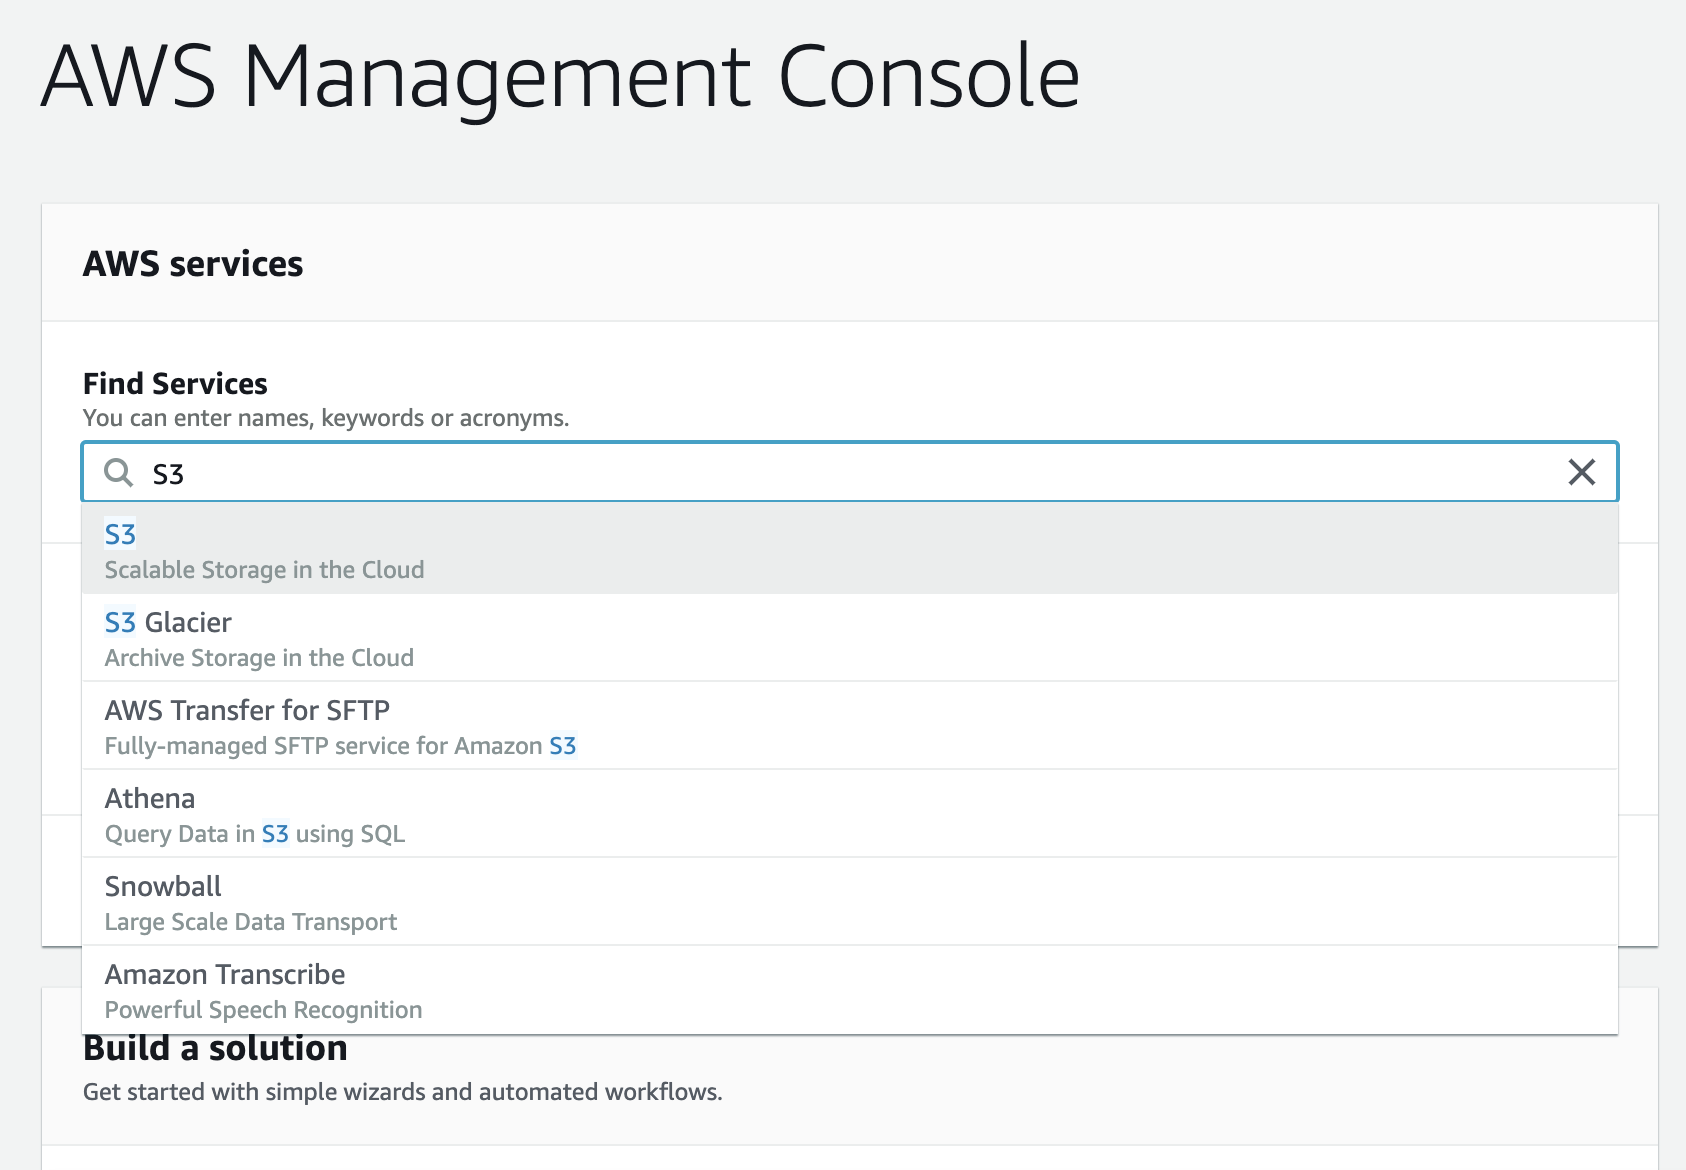 AWS Management Console
AWS services
Find Services
You can enter names, keywords or acronyms.
S3
S3
Scalable Storage in the Cloud
S3 Glacier
Archive Storage in the Cloud
AWS Transfer for SFTP
Fully-managed SFTP service for Amazon S3
Athena
Query Data in S3 using SQL
Snowball
Large Scale Data Transport
Amazon Transcribe
Powerful Speech Recognition
Build a solution
Get started with simple wizards and automated workflows.